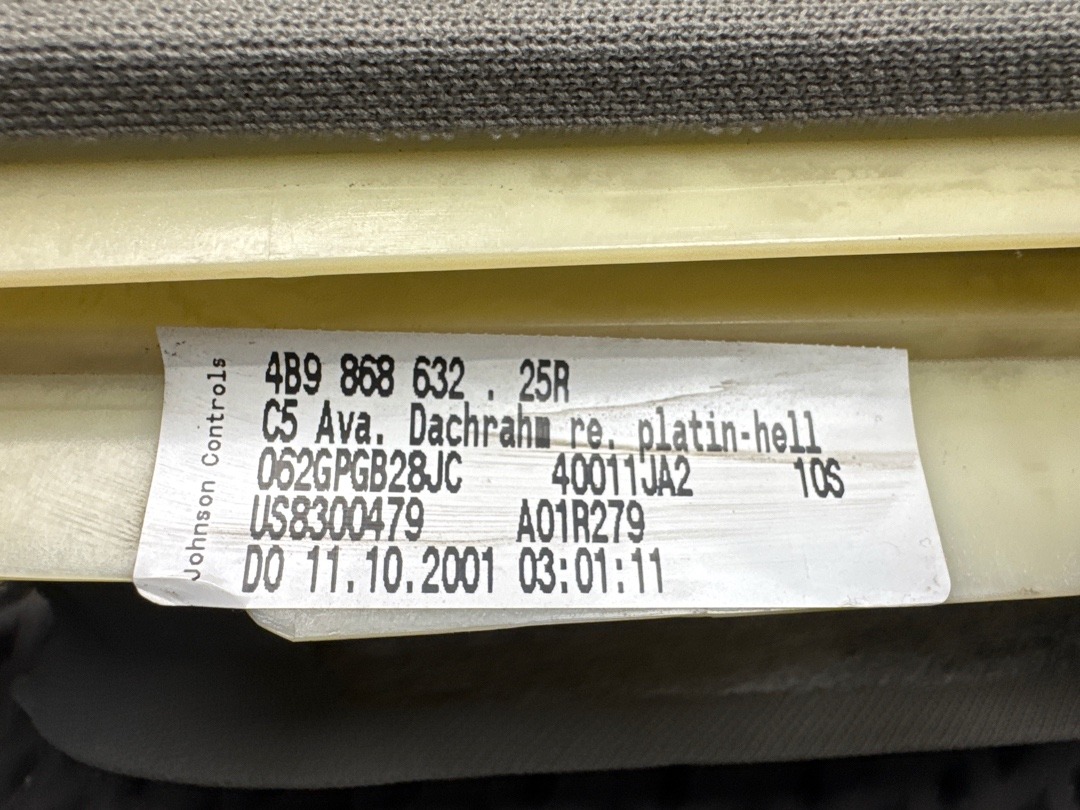 Johnson Controls
4B9 868 632 . 25R
C5 Ava. Dachrahm re. platin-hell
062GPGB28JC 40011JA2 10S
US8300479 A01R279
DO 11.10.2001 03:01:11